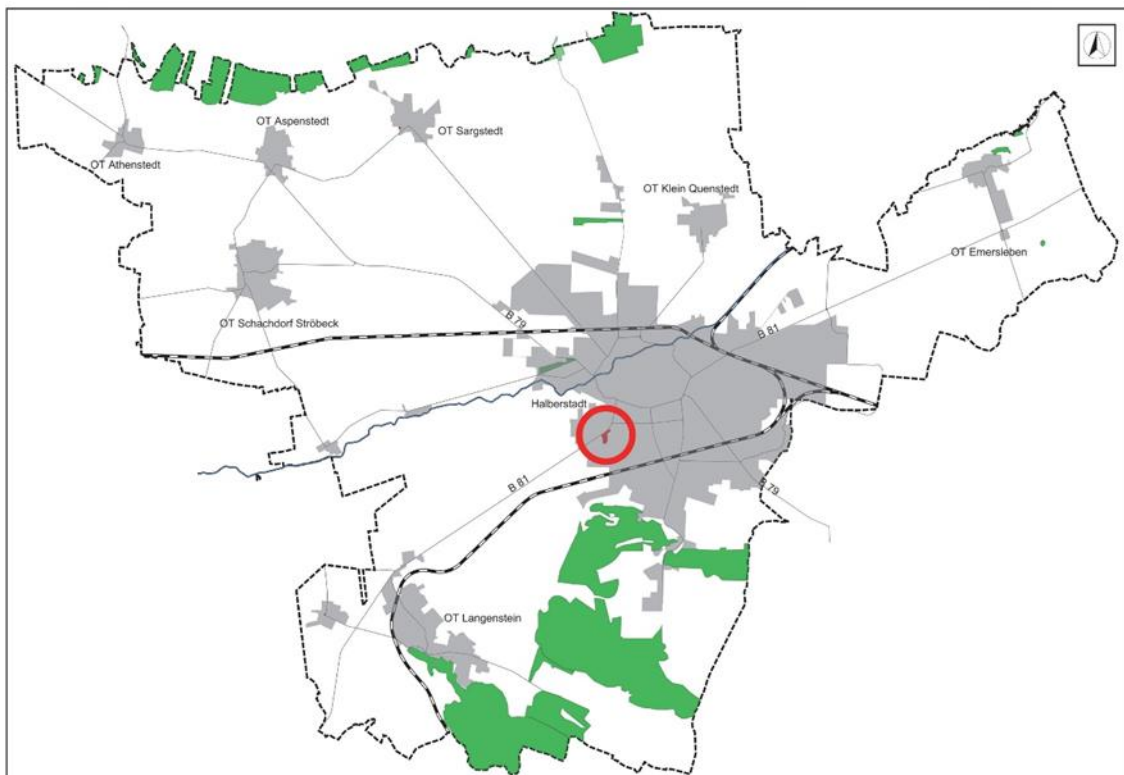 OT Aspenstedt
OT Sargstedt
OT Athenstedt
OT Klein Quenstedt
OT Emersleben
OT Schachdorf Ströbeck
B 79
B 81
Halberstadt
B 81
B 79
OT Langenstein